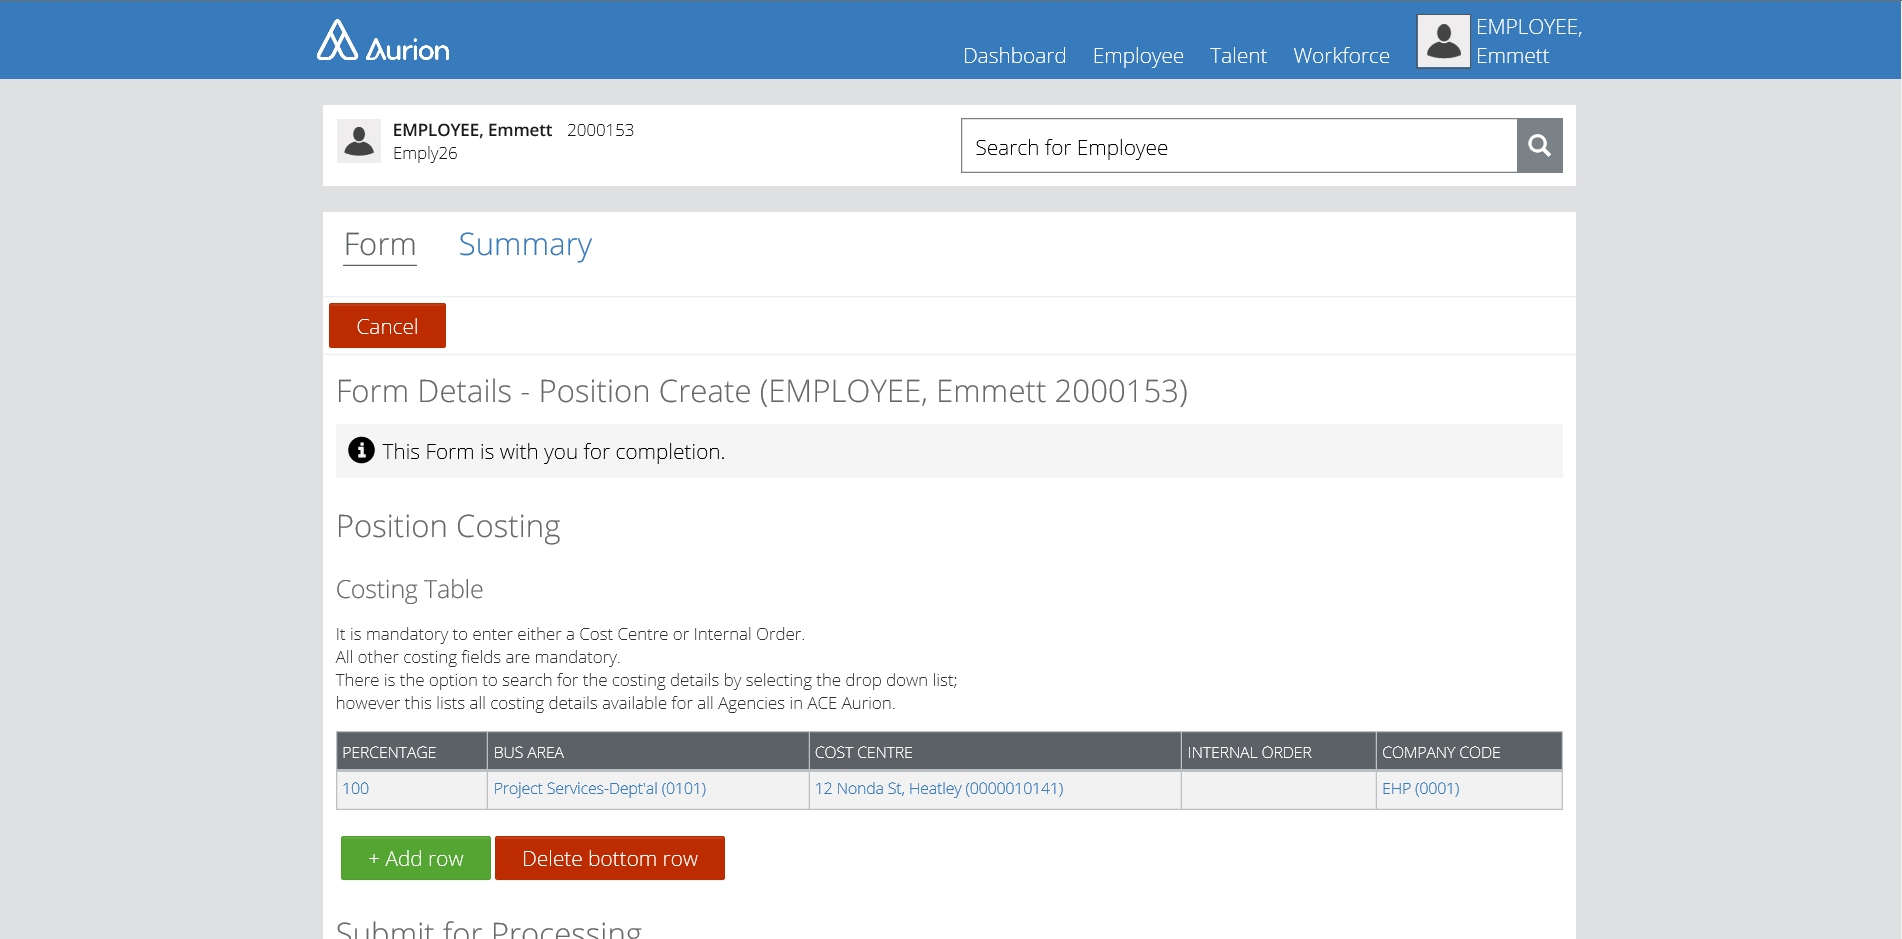 Aurion
Dashboard Employee Talent Workforce
EMPLOYEE,
Emmett
EMPLOYEE, Emmett 2000153
Emply26
Search for Employee
Form Summary
Cancel
Form Details - Position Create (EMPLOYEE, Emmett 2000153)
This Form is with you for completion.
Position Costing
Costing Table
It is mandatory to enter either a Cost Centre or Internal Order.
All other costing fields are mandatory.
There is the option to search for the costing details by selecting the drop down list;
however this lists all costing details available for all Agencies in ACE Aurion.
PERCENTAGE BUS AREA COST CENTRE INTERNAL ORDER COMPANY CODE
100 Project Services-Dept'al (0101) 12 Nonda St, Heatley (0000010141) EHP (0001)
+ Add row Delete bottom row
Submit for Processing